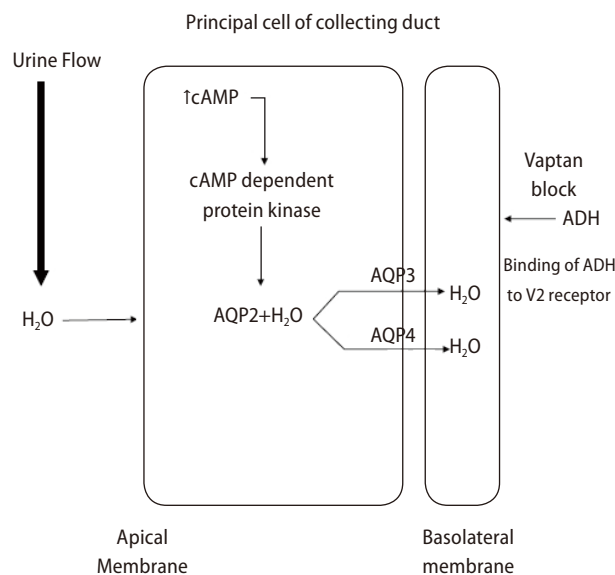 Principal cell of collecting duct
Urine Flow
↑cAMP
cAMP dependent
protein kinase
Vaptan
block
ADH
Binding of ADH
to V2 receptor
AQP3
H₂O
AQP2+H₂O
H₂O
AQP4
H₂O
Apical
Membrane
Basolateral
membrane